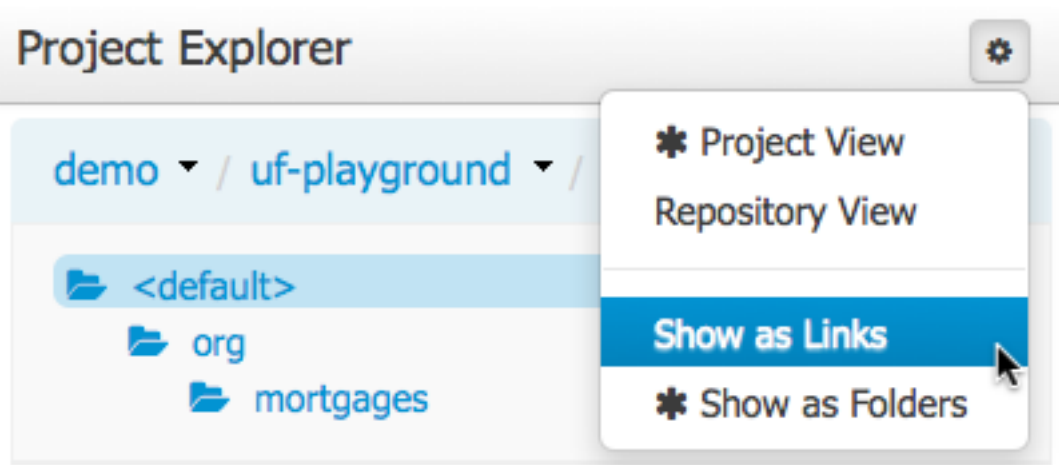 Project Explorer
demo / uf-playground /
<default>
org
mortgages
✱ Project View
Repository View
Show as Links
✱ Show as Folders